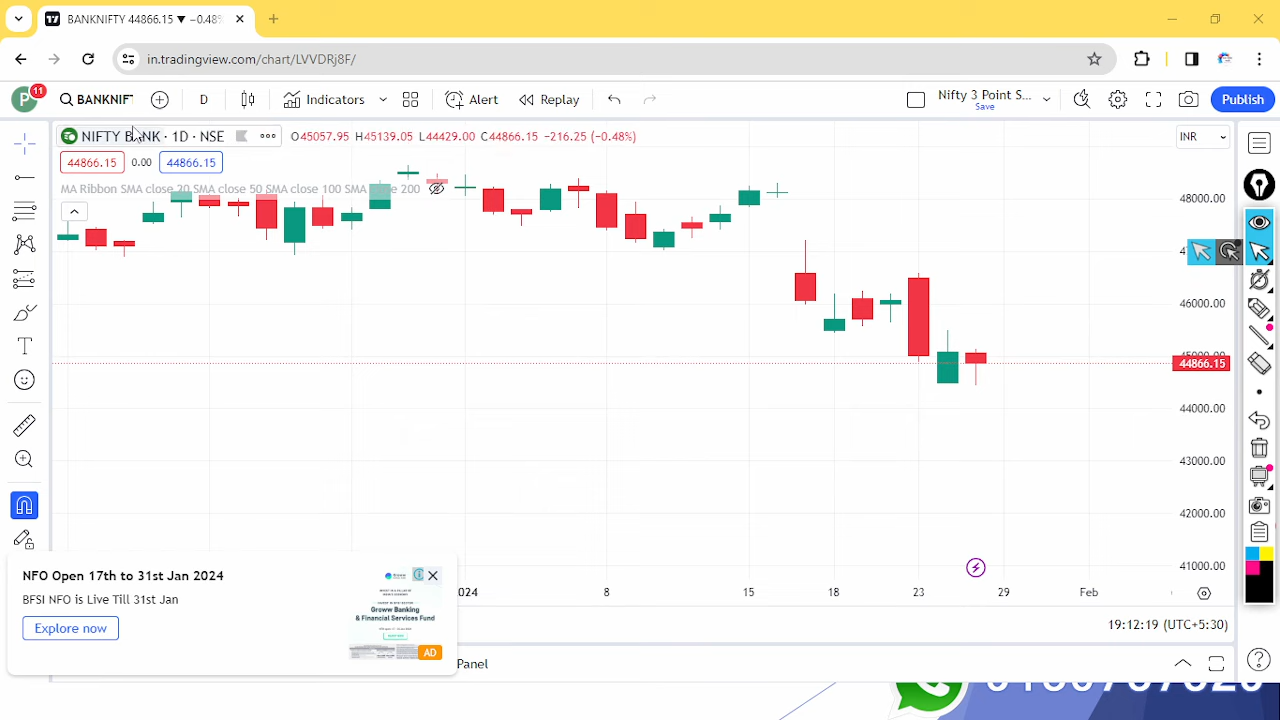 BANKNIFTY 44866.15 ▼ −0.48%
in.tradingview.com/chart/LVVDRj8F/
P 11 BANKNIFT D Indicators Alert Replay Nifty 3 Point S... Save Publish
NIFTY BANK · 1D · NSE O45057.95 H45139.05 L44429.00 C44866.15 −216.25 (−0.48%) INR
44866.15 0.00 44866.15
MA Ribbon SMA close 20 SMA close 50 SMA close 100 SMA close 200
48000.00
46000.00
44866.15
44000.00
43000.00
42000.00
41000.00
8 15 18 23 29 Feb
19:12:19 (UTC+5:30)
NFO Open 17th to 31st Jan 2024
BFSI NFO is Live Till 31st Jan
Explore now
Groww Banking
& Financial Services Fund
AD
Panel